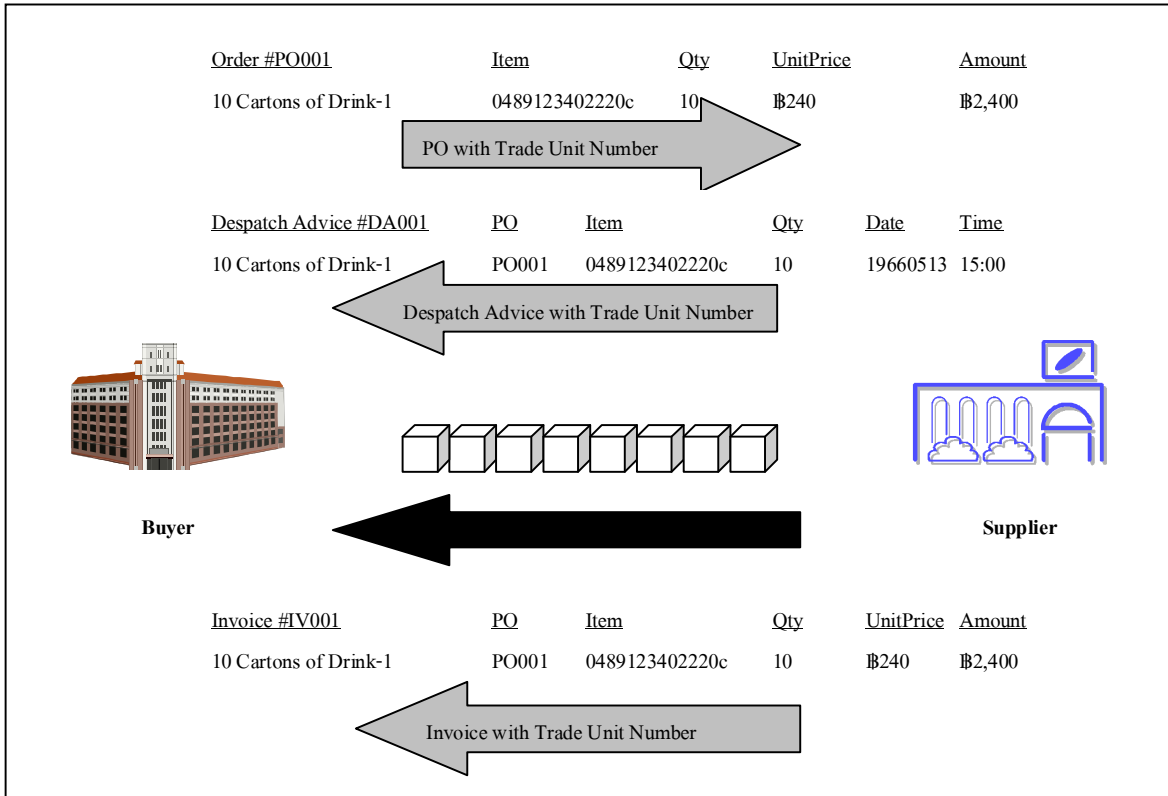 Order #PO001 Item Qty UnitPrice Amount
10 Cartons of Drink-1 0489123402220c 10 ฿240 ฿2,400
PO with Trade Unit Number
Despatch Advice #DA001 PO Item Qty Date Time
10 Cartons of Drink-1 PO001 0489123402220c 10 19660513 15:00
Despatch Advice with Trade Unit Number
Buyer Supplier
Invoice #IV001 PO Item Qty UnitPrice Amount
10 Cartons of Drink-1 PO001 0489123402220c 10 ฿240 ฿2,400
Invoice with Trade Unit Number